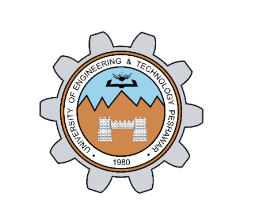 UNIVERSITY OF ENGINEERING & TECHNOLOGY PESHAWAR
1980